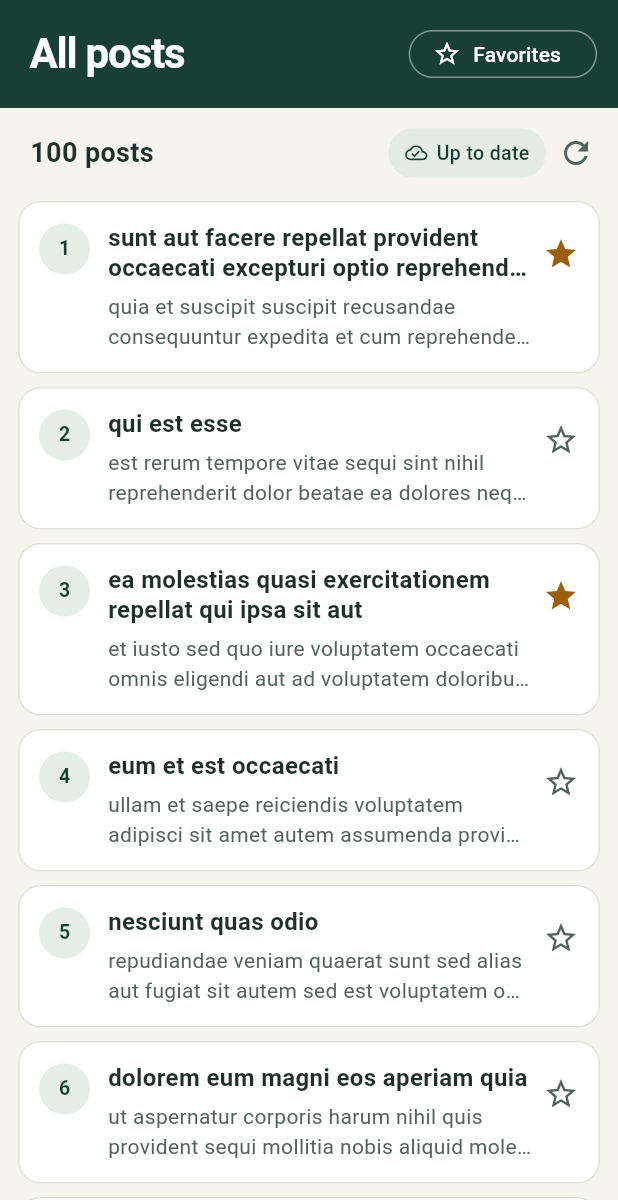 All posts
Favorites
100 posts
Up to date
1
sunt aut facere repellat provident
occaecati excepturi optio reprehend…
quia et suscipit suscipit recusandae
consequuntur expedita et cum reprehende…
2
qui est esse
est rerum tempore vitae sequi sint nihil
reprehenderit dolor beatae ea dolores neq…
3
ea molestias quasi exercitationem
repellat qui ipsa sit aut
et iusto sed quo iure voluptatem occaecati
omnis eligendi aut ad voluptatem doloribu…
4
eum et est occaecati
ullam et saepe reiciendis voluptatem
adipisci sit amet autem assumenda provi…
5
nesciunt quas odio
repudiandae veniam quaerat sunt sed alias
aut fugiat sit autem sed est voluptatem o…
6
dolorem eum magni eos aperiam quia
ut aspernatur corporis harum nihil quis
provident sequi mollitia nobis aliquid mole…